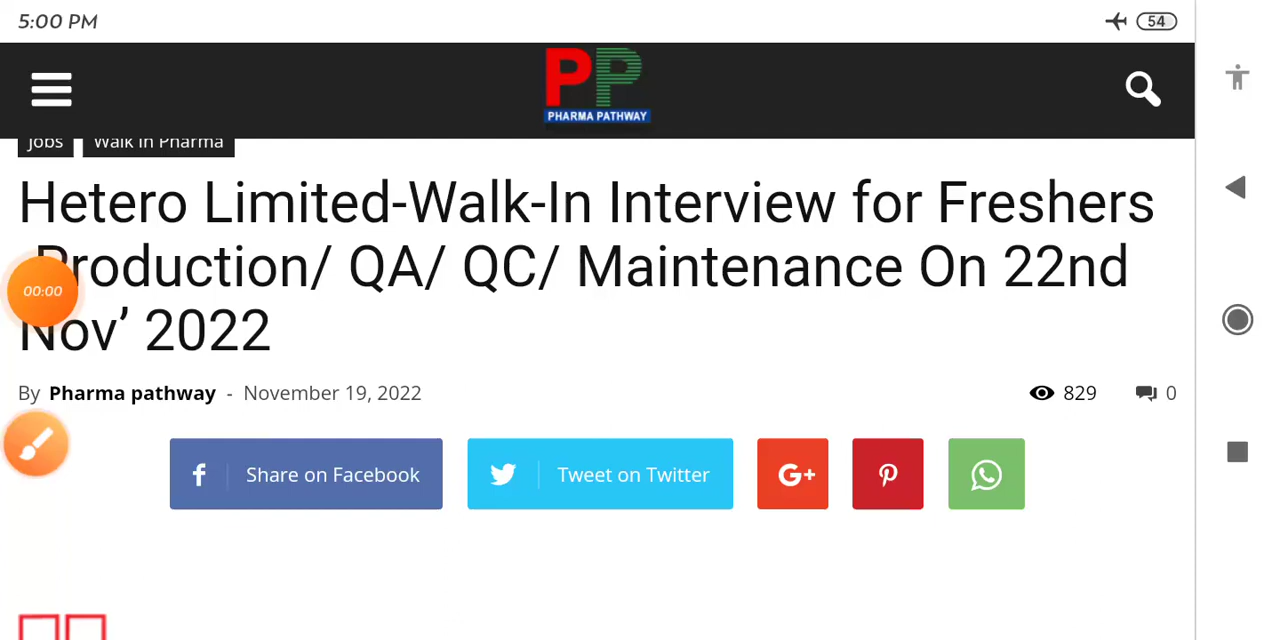 5:00 PM
54
PP
PHARMA PATHWAY
Jobs Walk In Pharma
Hetero Limited-Walk-In Interview for Freshers
Production/ QA/ QC/ Maintenance On 22nd
00:00
Nov’ 2022
By Pharma pathway - November 19, 2022 829 0
f Share on Facebook Tweet on Twitter G+